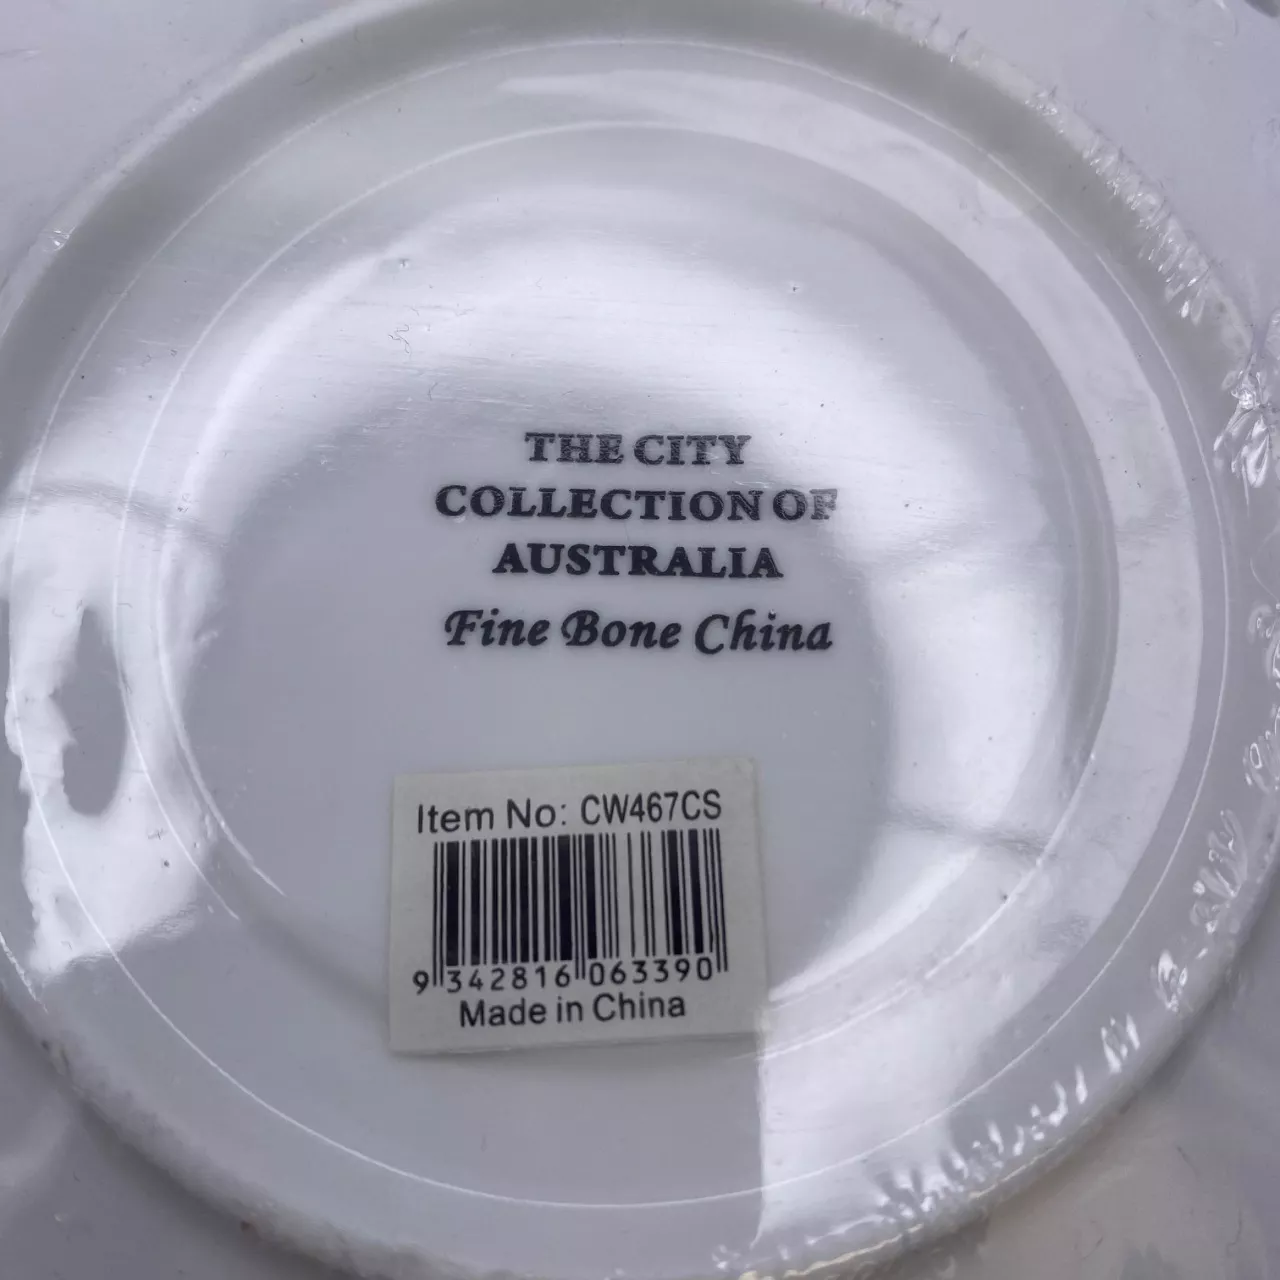 THE CITY
COLLECTION OF
AUSTRALIA
Fine Bone China
Item No: CW467CS
9 342816 063390
Made in China